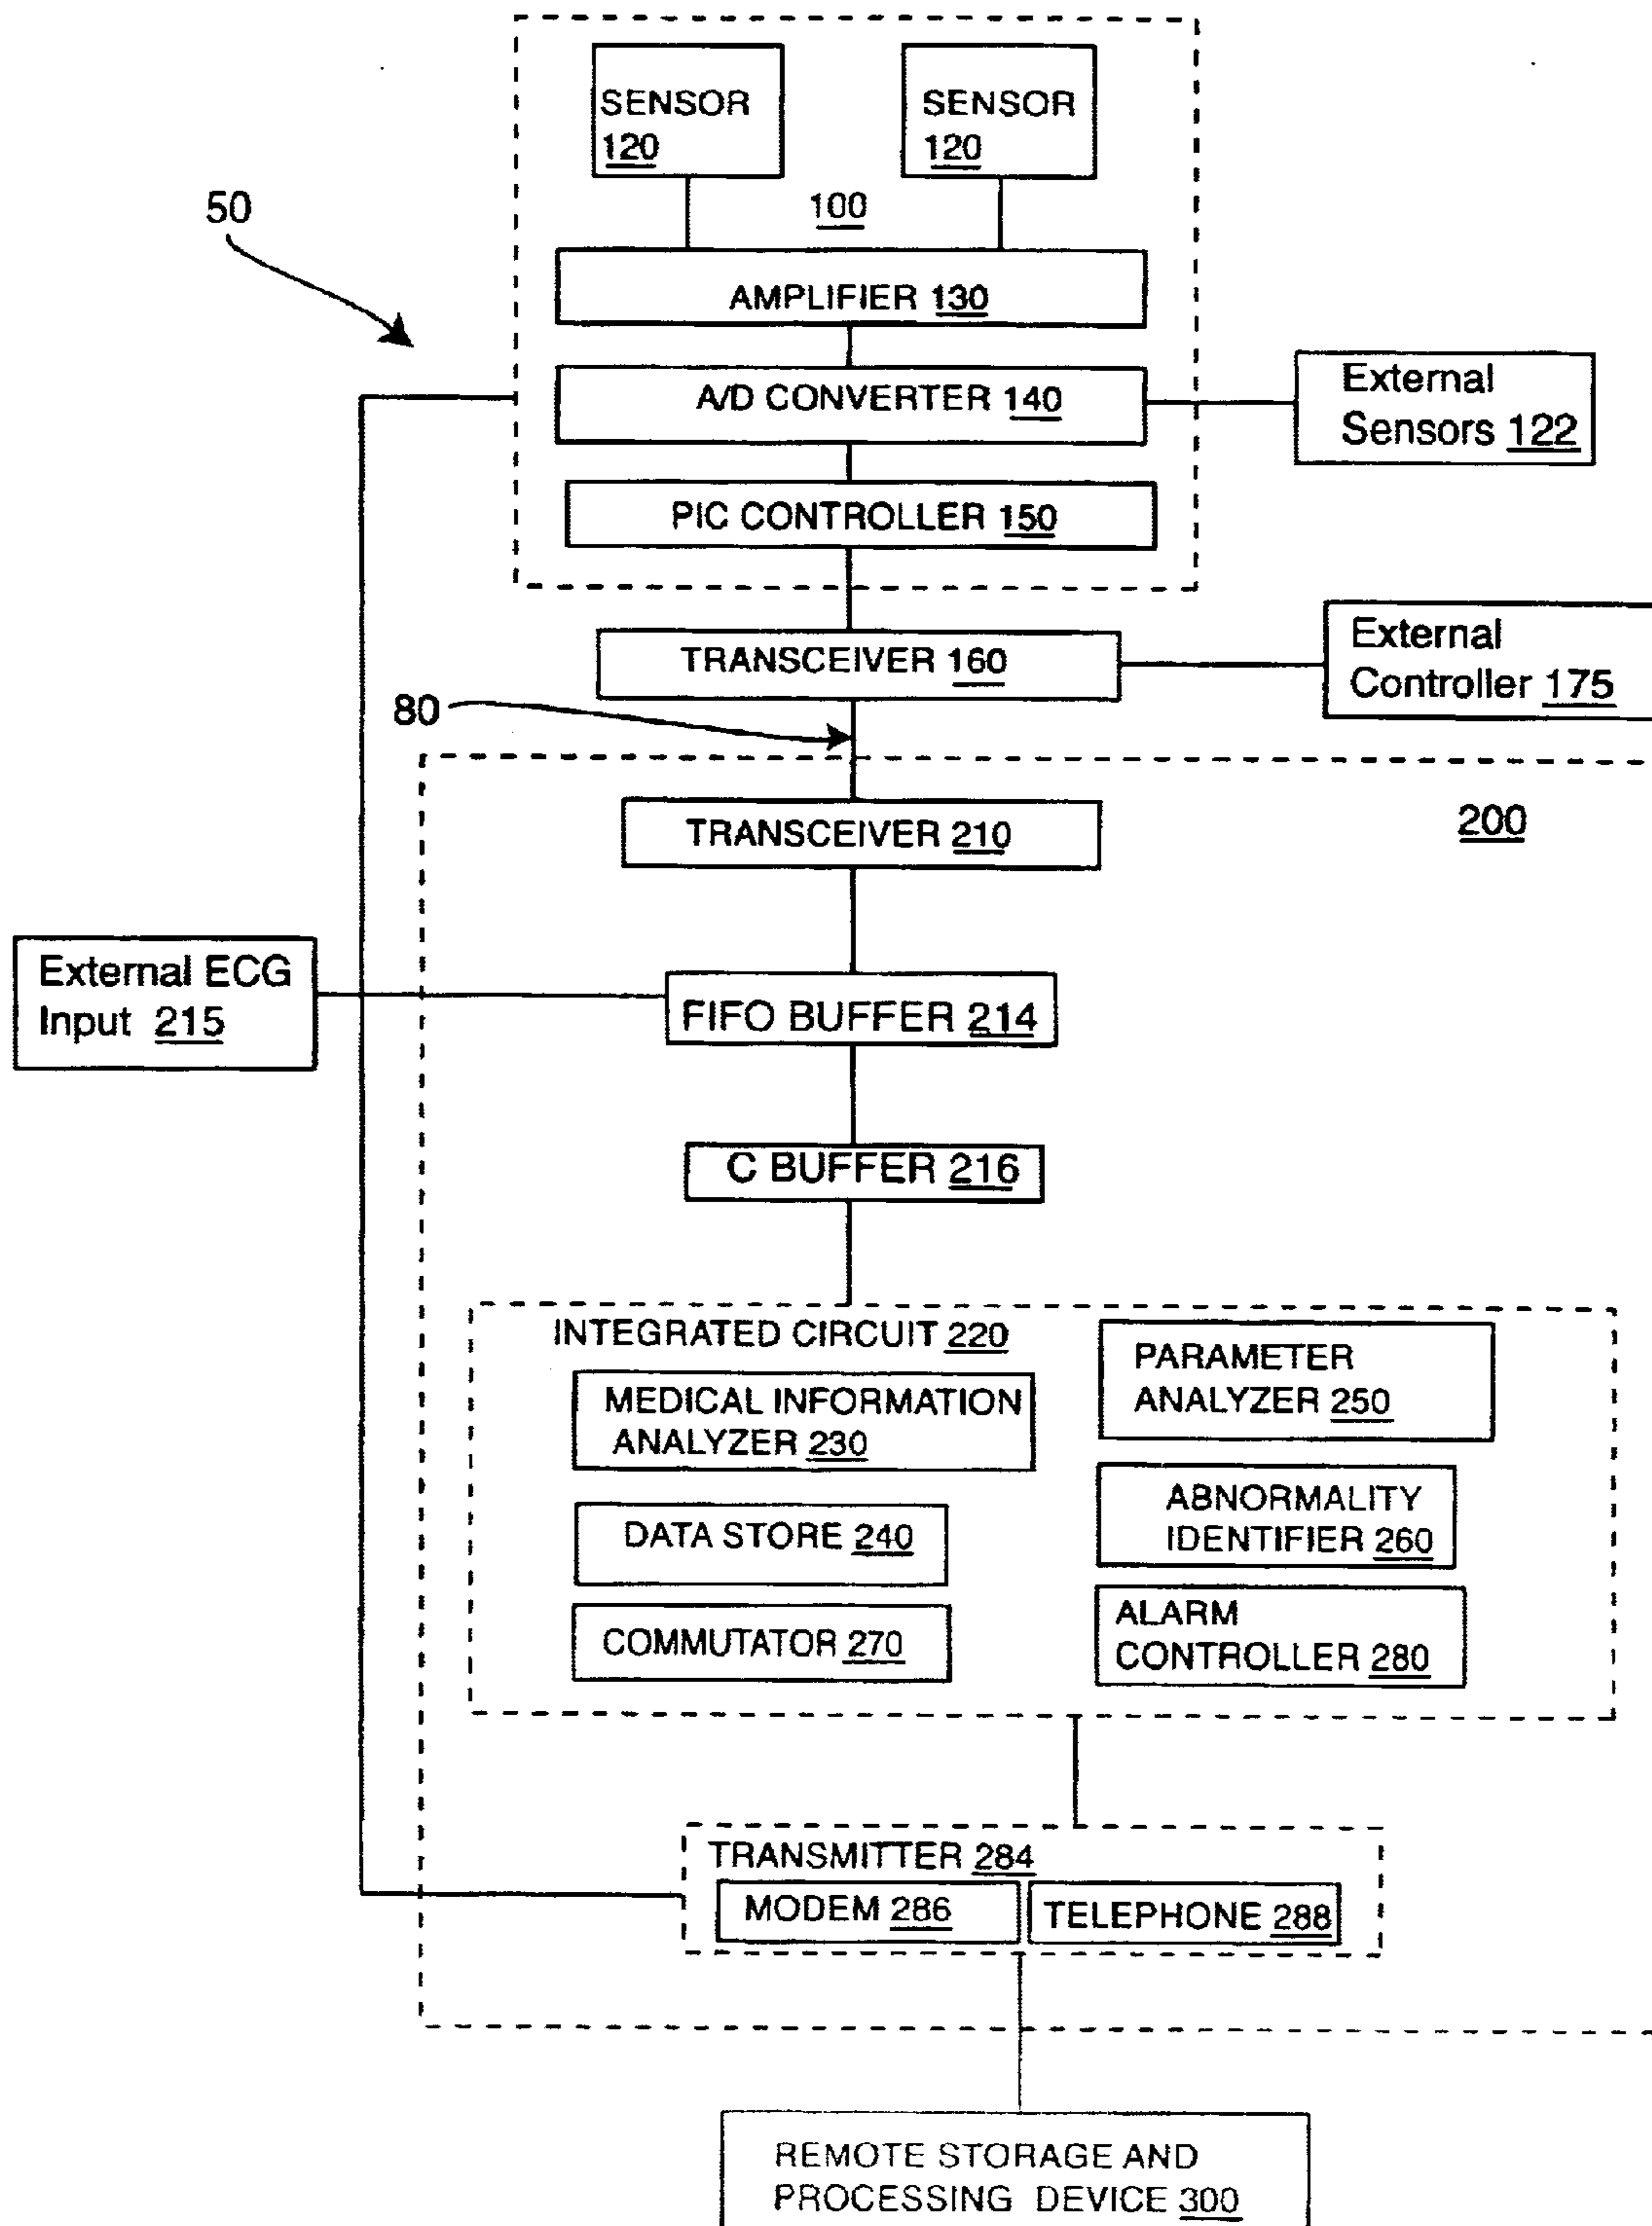 SENSOR
120
SENSOR
120
50
100
AMPLIFIER 130
A/D CONVERTER 140
External
Sensors 122
PIC CONTROLLER 150
TRANSCEIVER 160
External
Controller 175
80
200
TRANSCEIVER 210
External ECG
Input 215
FIFO BUFFER 214
C BUFFER 216
INTEGRATED CIRCUIT 220
MEDICAL INFORMATION
ANALYZER 230
PARAMETER
ANALYZER 250
DATA STORE 240
ABNORMALITY
IDENTIFIER 260
COMMUTATOR 270
ALARM
CONTROLLER 280
TRANSMITTER 284
MODEM 286
TELEPHONE 288
REMOTE STORAGE AND
PROCESSING DEVICE 300